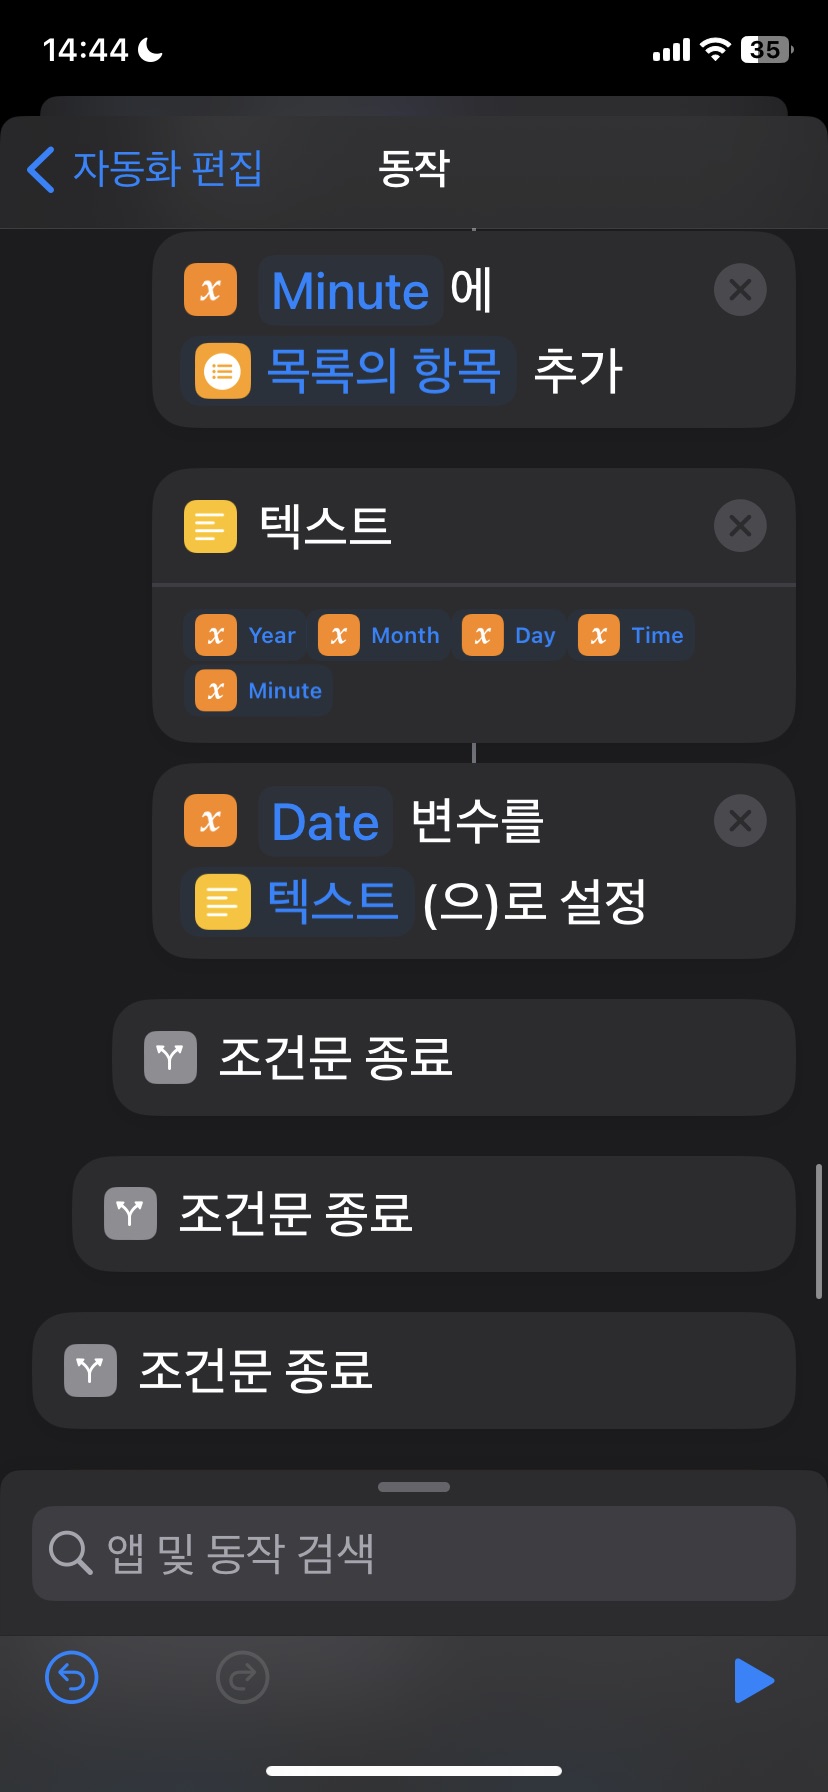 14:44
35
자동화 편집
동작
x Minute 에
목록의 항목 추가
텍스트
x Year x Month x Day x Time
x Minute
x Date 변수를
텍스트 (으)로 설정
조건문 종료
조건문 종료
조건문 종료
앱 및 동작 검색